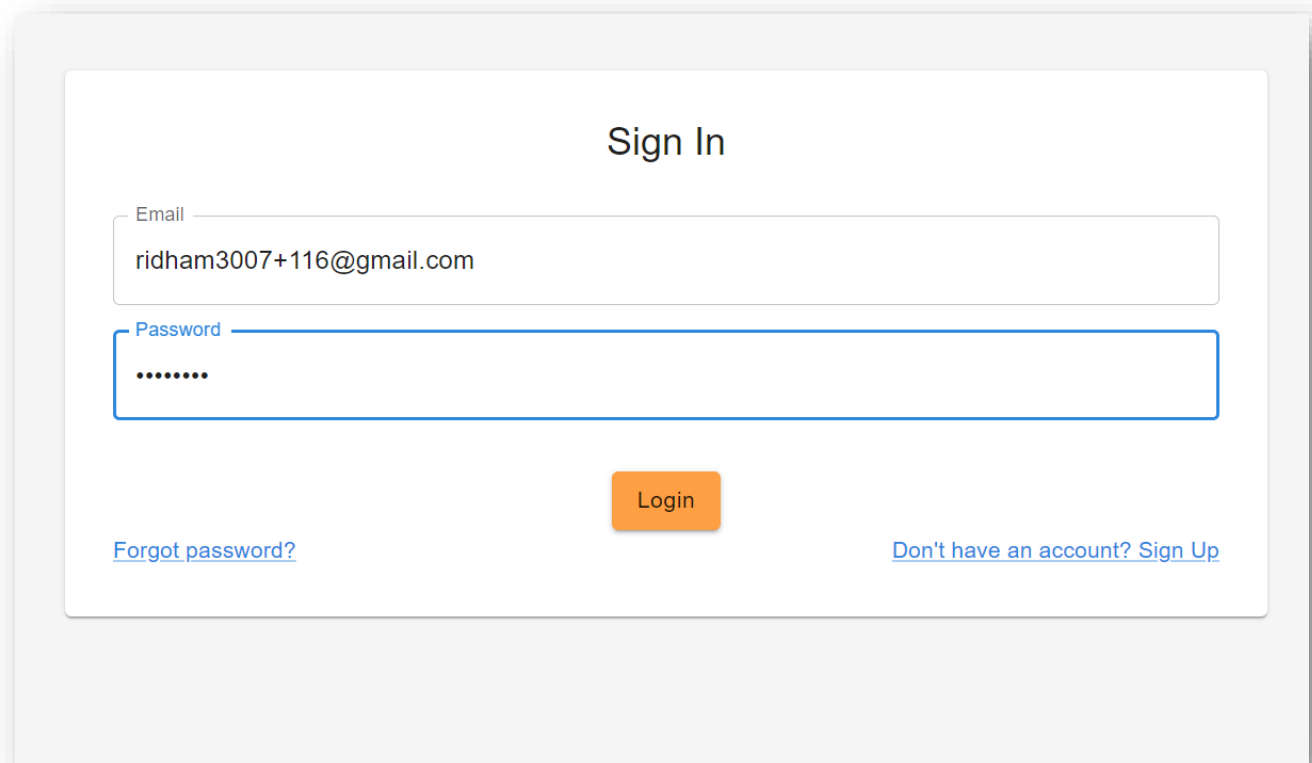 Sign In
Email
ridham3007+116@gmail.com
Password
••••••••
Login
Forgot password?
Don't have an account? Sign Up